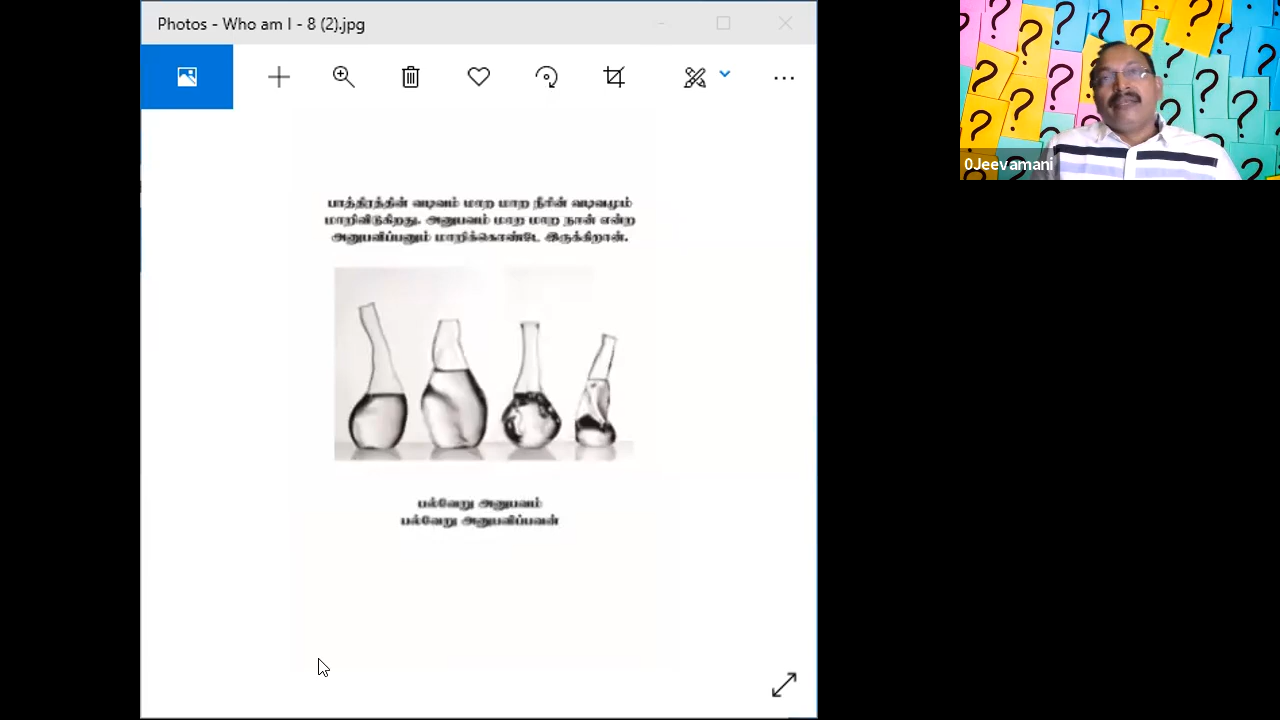 Photos - Who am I - 8 (2).jpg
பாத்திரத்தின் வடிவம் மாற மாற நீரின் வடிவமும்
மாறிவிடுகிறது. அனுபவம் மாற மாற நான் என்ற
அனுபவிப்பனும் மாறிக்கொண்டே இருக்கிறான்.
பல்வேறு அனுபவம்
பல்வேறு அனுபவிப்பவன்
0Jeevamani